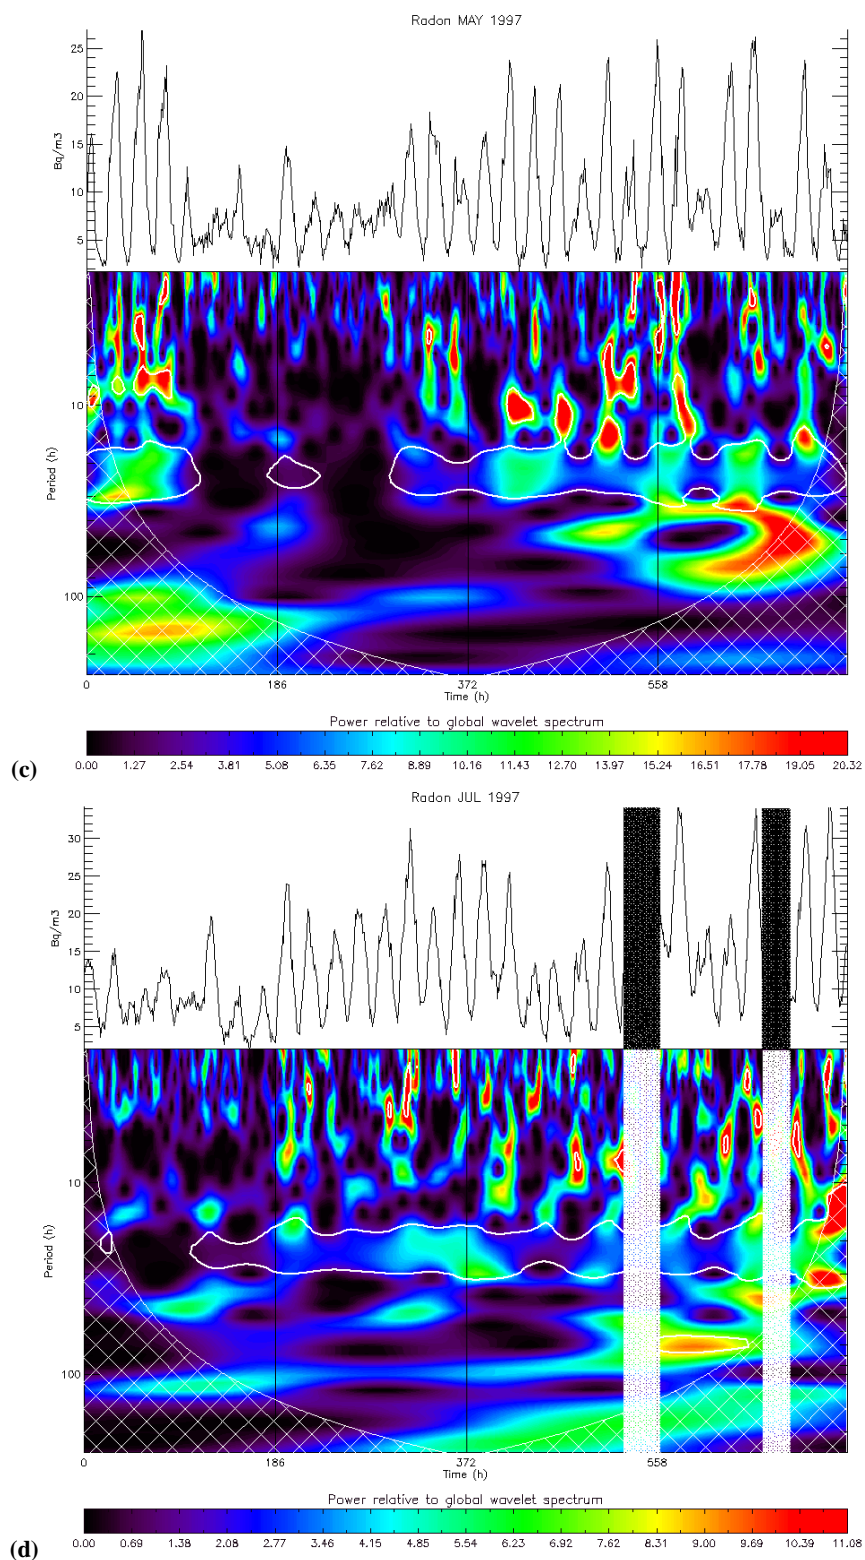 Radon MAY 1997
25
20
15
10
5
Bq/m3
10
100
Period (h)
0 186 372 558
Time (h)
Power relative to global wavelet spectrum
0.00 1.27 2.54 3.81 5.08 6.35 7.62 8.89 10.16 11.43 12.70 13.97 15.24 16.51 17.78 19.05 20.32
(c)
Radon JUL 1997
30
25
20
15
10
5
Bq/m3
10
100
Period (h)
0 186 372 558
Time (h)
Power relative to global wavelet spectrum
0.00 0.69 1.38 2.08 2.77 3.46 4.15 4.85 5.54 6.23 6.92 7.62 8.31 9.00 9.69 10.39 11.08
(d)